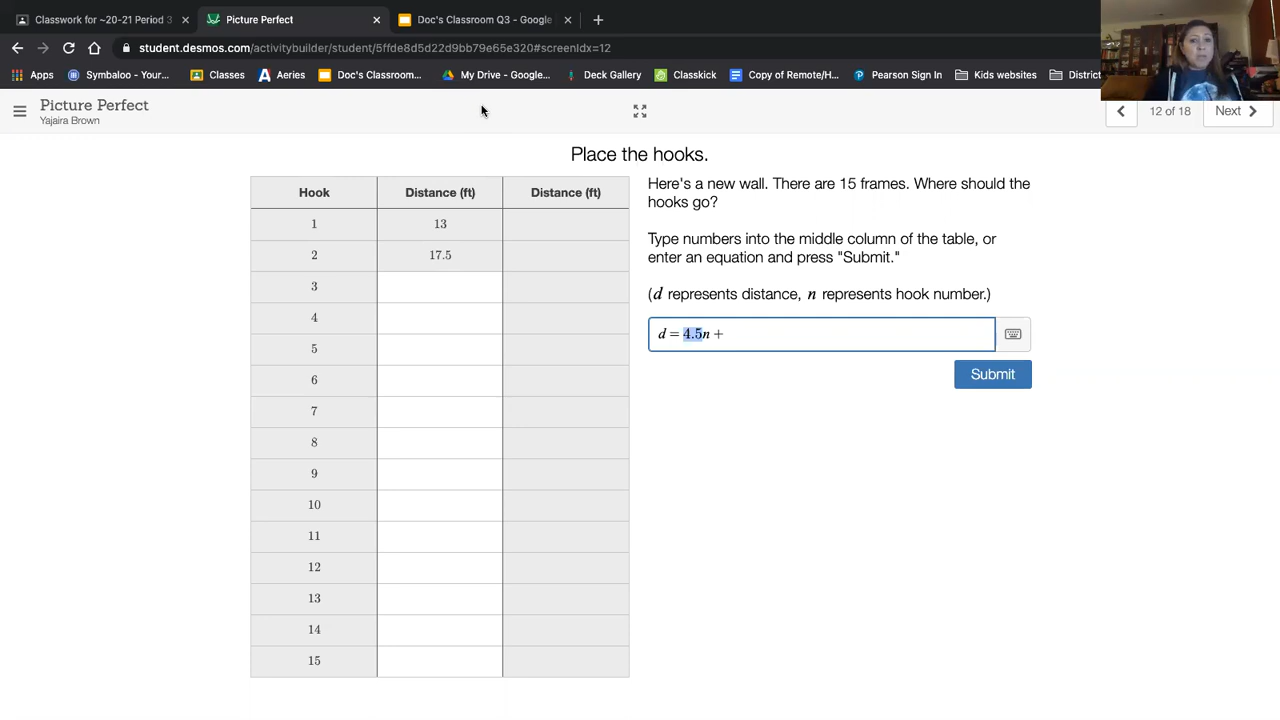 Classwork for ~20-21 Period 3
Picture Perfect
Doc's Classroom Q3 - Google
student.desmos.com/activitybuilder/student/5ffde8d5d22d9bb79e65e320#screenIdx=12
Apps
Symbaloo - Your...
Classes
Aeries
Doc's Classroom...
My Drive - Google...
Deck Gallery
Classkick
Copy of Remote/H...
Pearson Sign In
Kids websites
District
Picture Perfect
Yajaira Brown
12 of 18
Next
Place the hooks.
Hook Distance (ft) Distance (ft)
1 13
2 17.5
3
4
5
6
7
8
9
10
11
12
13
14
15
Here's a new wall. There are 15 frames. Where should the
hooks go?
Type numbers into the middle column of the table, or
enter an equation and press "Submit."
(d represents distance, n represents hook number.)
d = 4.5n +
Submit